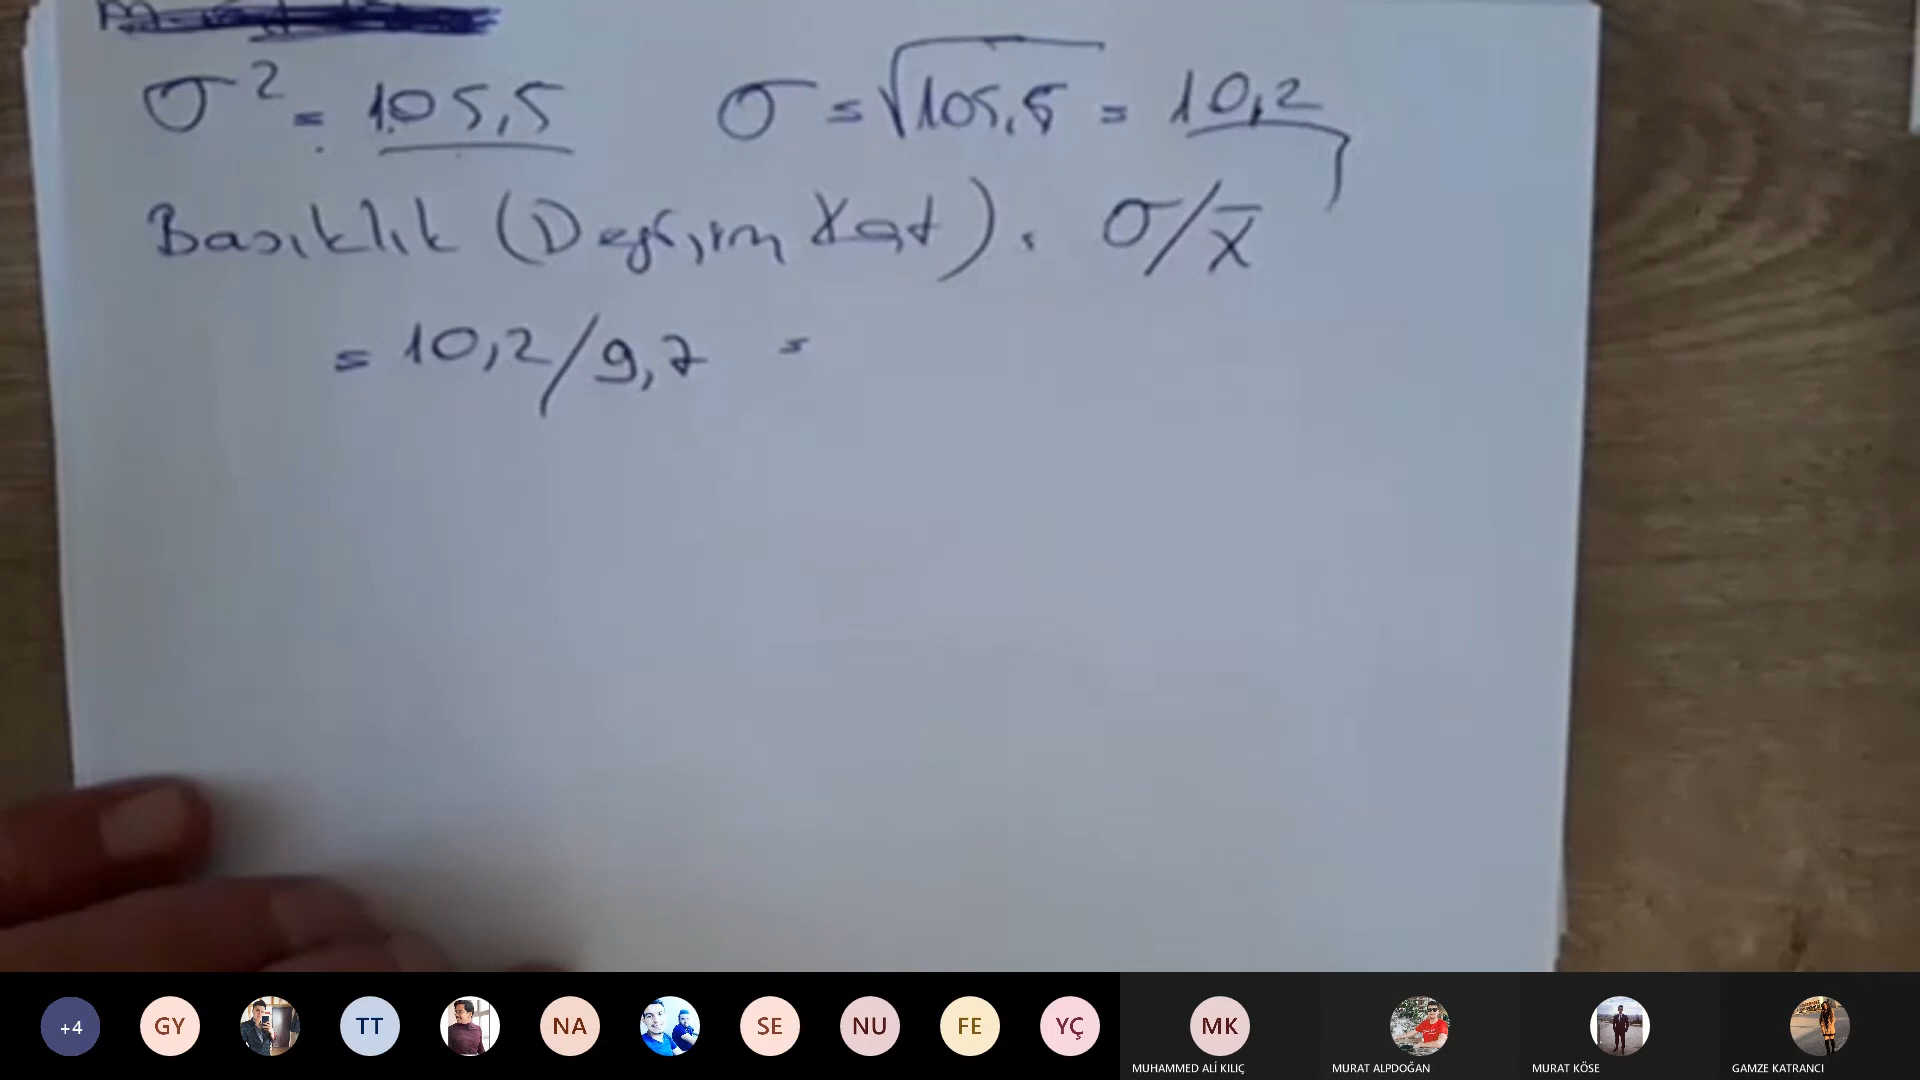 σ² = 105,5 σ = √105,5 = 10,2
Basıklık (Değişim Kat). σ/x̄
= 10,2/9,7 =
+4 GY TT NA SE NU FE YÇ MK
MUHAMMED ALİ KILIÇ MURAT ALPDOĞAN MURAT KÖSE GAMZE KATRANCI